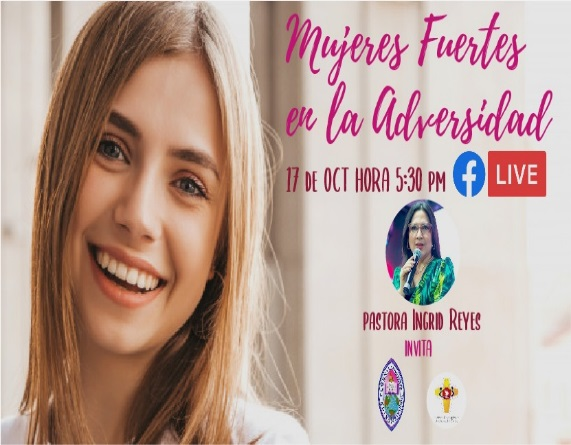 Mujeres Fuertes
en la Adversidad
17 DE OCT HORA 5:30 PM
LIVE
PASTORA INGRID REYES
INVITA